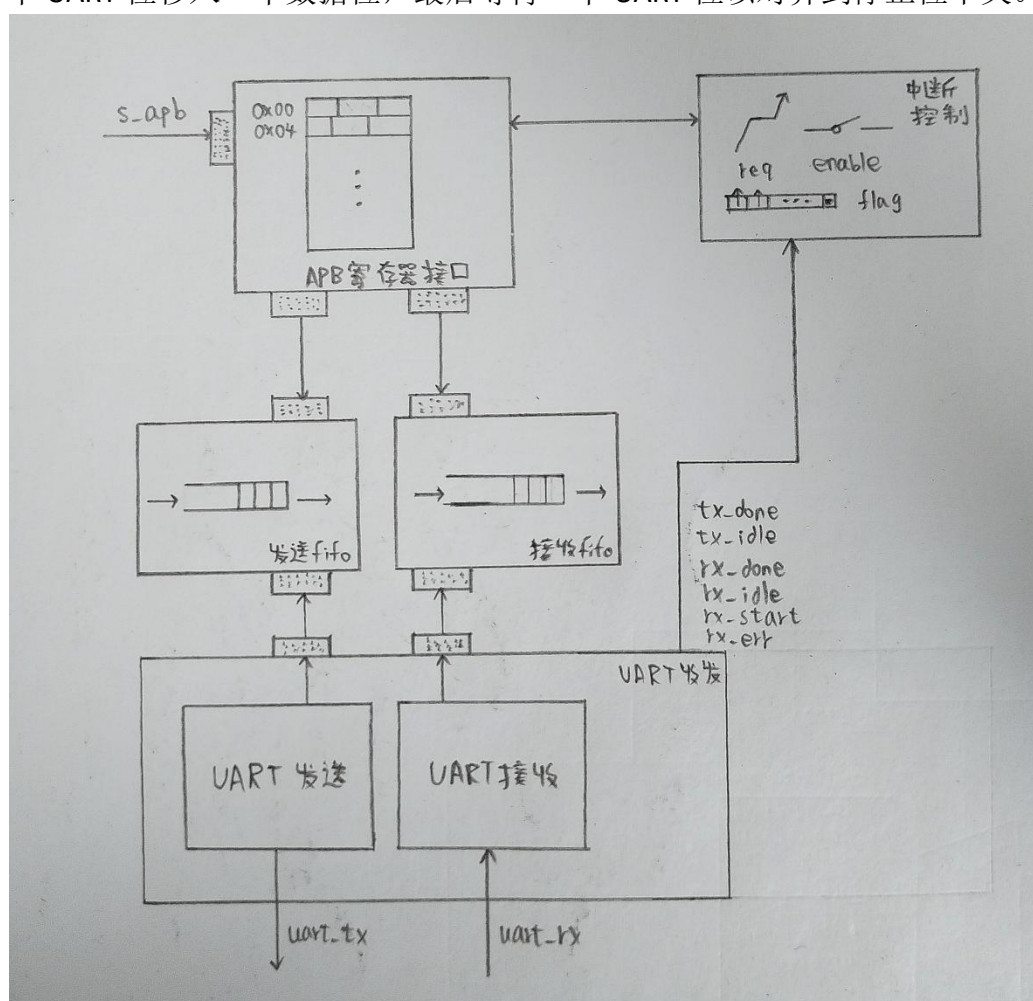 s_apb
0x00
0x04
APB寄存器接口
中断
控制
req
enable
flag
发送fifo
接收fifo
tx_done
tx_idle
rx_done
rx_idle
rx_start
rx_err
UART收发
UART发送
UART接收
uart_tx
uart_rx